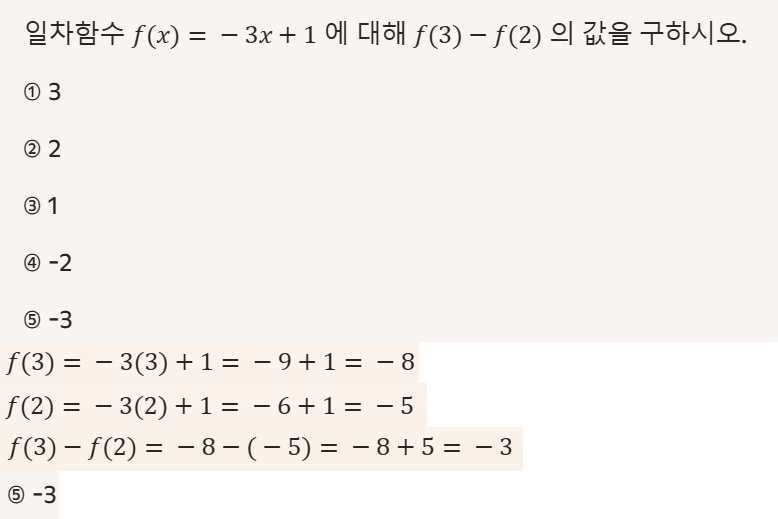 일차함수 f(x) = − 3x + 1 에 대해 f(3) − f(2) 의 값을 구하시오.
① 3
② 2
③ 1
④ -2
⑤ -3
f(3) = − 3(3) + 1 = − 9 + 1 = − 8
f(2) = − 3(2) + 1 = − 6 + 1 = − 5
f(3) − f(2) = − 8 − ( − 5) = − 8 + 5 = − 3
⑤ -3